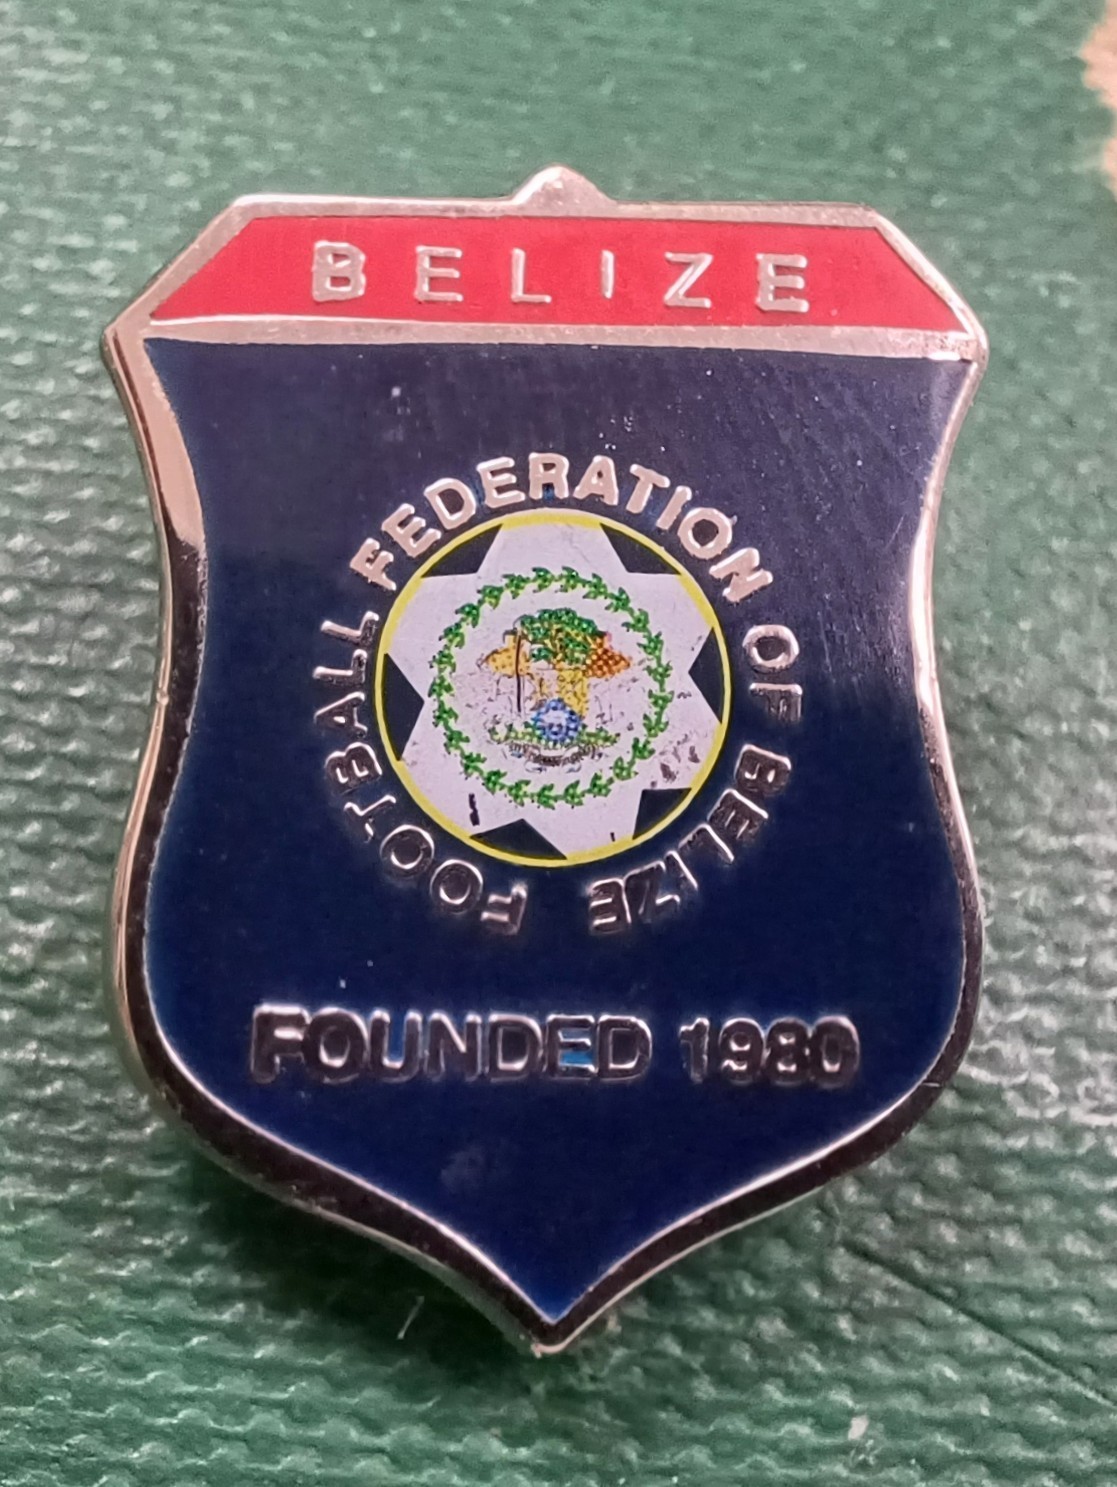 BELIZE
FOOTBALL FEDERATION OF BELIZE
FOUNDED 1980